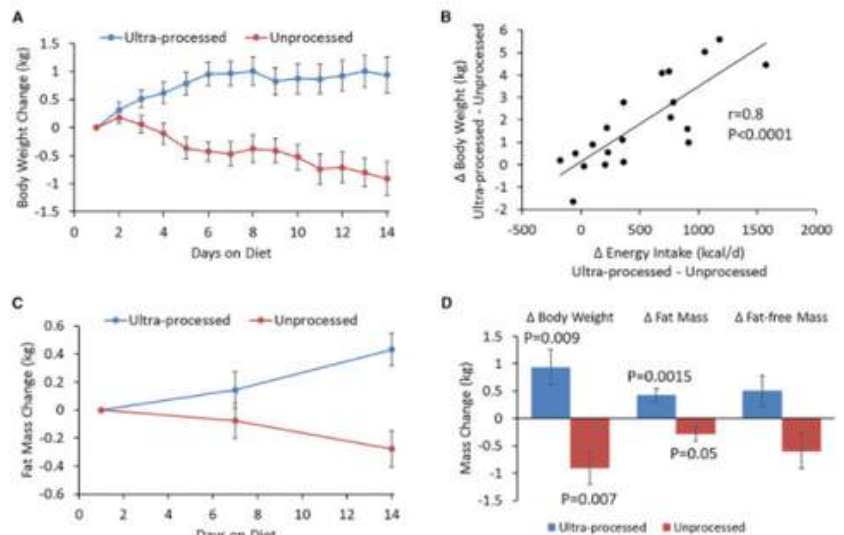 A
Ultra-processed
Unprocessed
Body Weight Change (kg)
1.5
1
0.5
0
-0.5
-1
-1.5
0 2 4 6 8 10 12 14
Days on Diet
B
Δ Body Weight (kg)
Ultra-processed - Unprocessed
6
5
4
3
2
1
0
-1
-2
r=0.8
P<0.0001
-500 0 500 1000 1500 2000
Δ Energy Intake (kcal/d)
Ultra-processed - Unprocessed
C
Ultra-processed
Unprocessed
Fat Mass Change (kg)
0.6
0.4
0.2
0
-0.2
-0.4
-0.6
0 2 4 6 8 10 12 14
Days on Diet
D
Δ Body Weight
Δ Fat Mass
Δ Fat-free Mass
Mass Change (kg)
1.5
1
0.5
0
-0.5
-1
-1.5
P=0.009
P=0.0015
P=0.05
P=0.007
Ultra-processed
Unprocessed